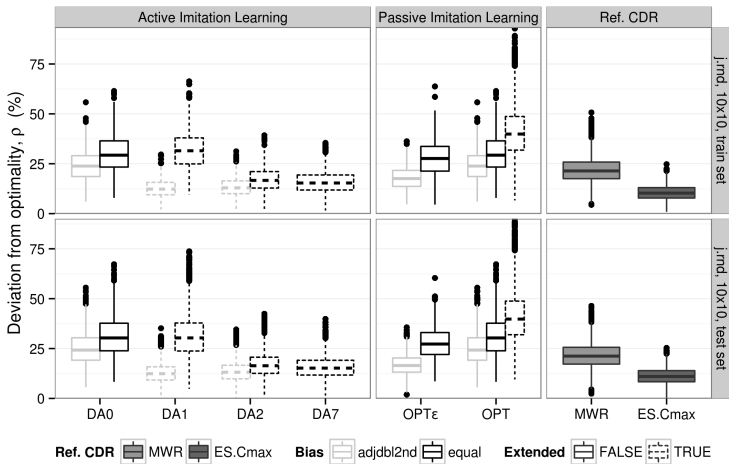 Active Imitation Learning
Passive Imitation Learning
Ref. CDR
Deviation from optimality, ρ (%)
75
50
25
0
j.rnd, 10x10, train set
75
50
25
0
j.rnd, 10x10, test set
DA0
DA1
DA2
DA7
OPTε
OPT
MWR
ES.Cmax
Ref. CDR MWR ES.Cmax Bias adjdbl2nd equal Extended FALSE TRUE